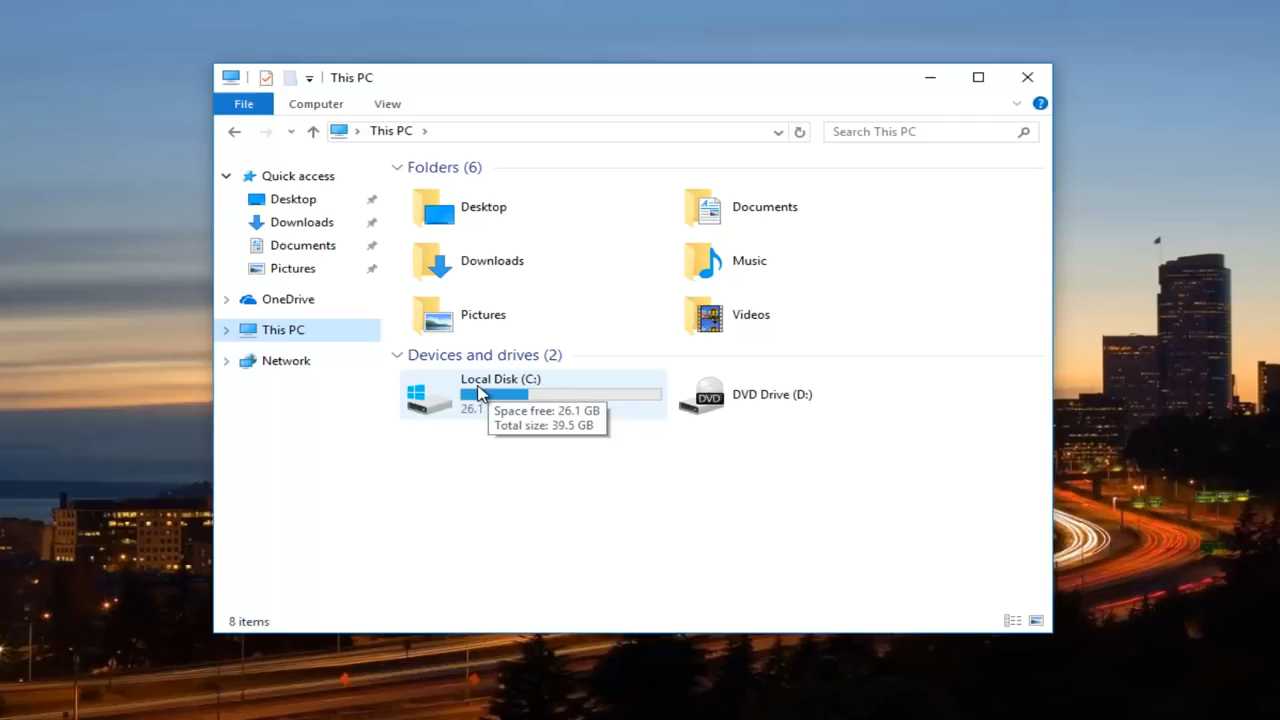 This PC
File
Computer
View
This PC
Search This PC
Quick access
Desktop
Downloads
Documents
Pictures
OneDrive
This PC
Network
Folders (6)
Desktop
Documents
Downloads
Music
Pictures
Videos
Devices and drives (2)
Local Disk (C:)
26.1
Space free: 26.1 GB
Total size: 39.5 GB
DVD
DVD Drive (D:)
8 items